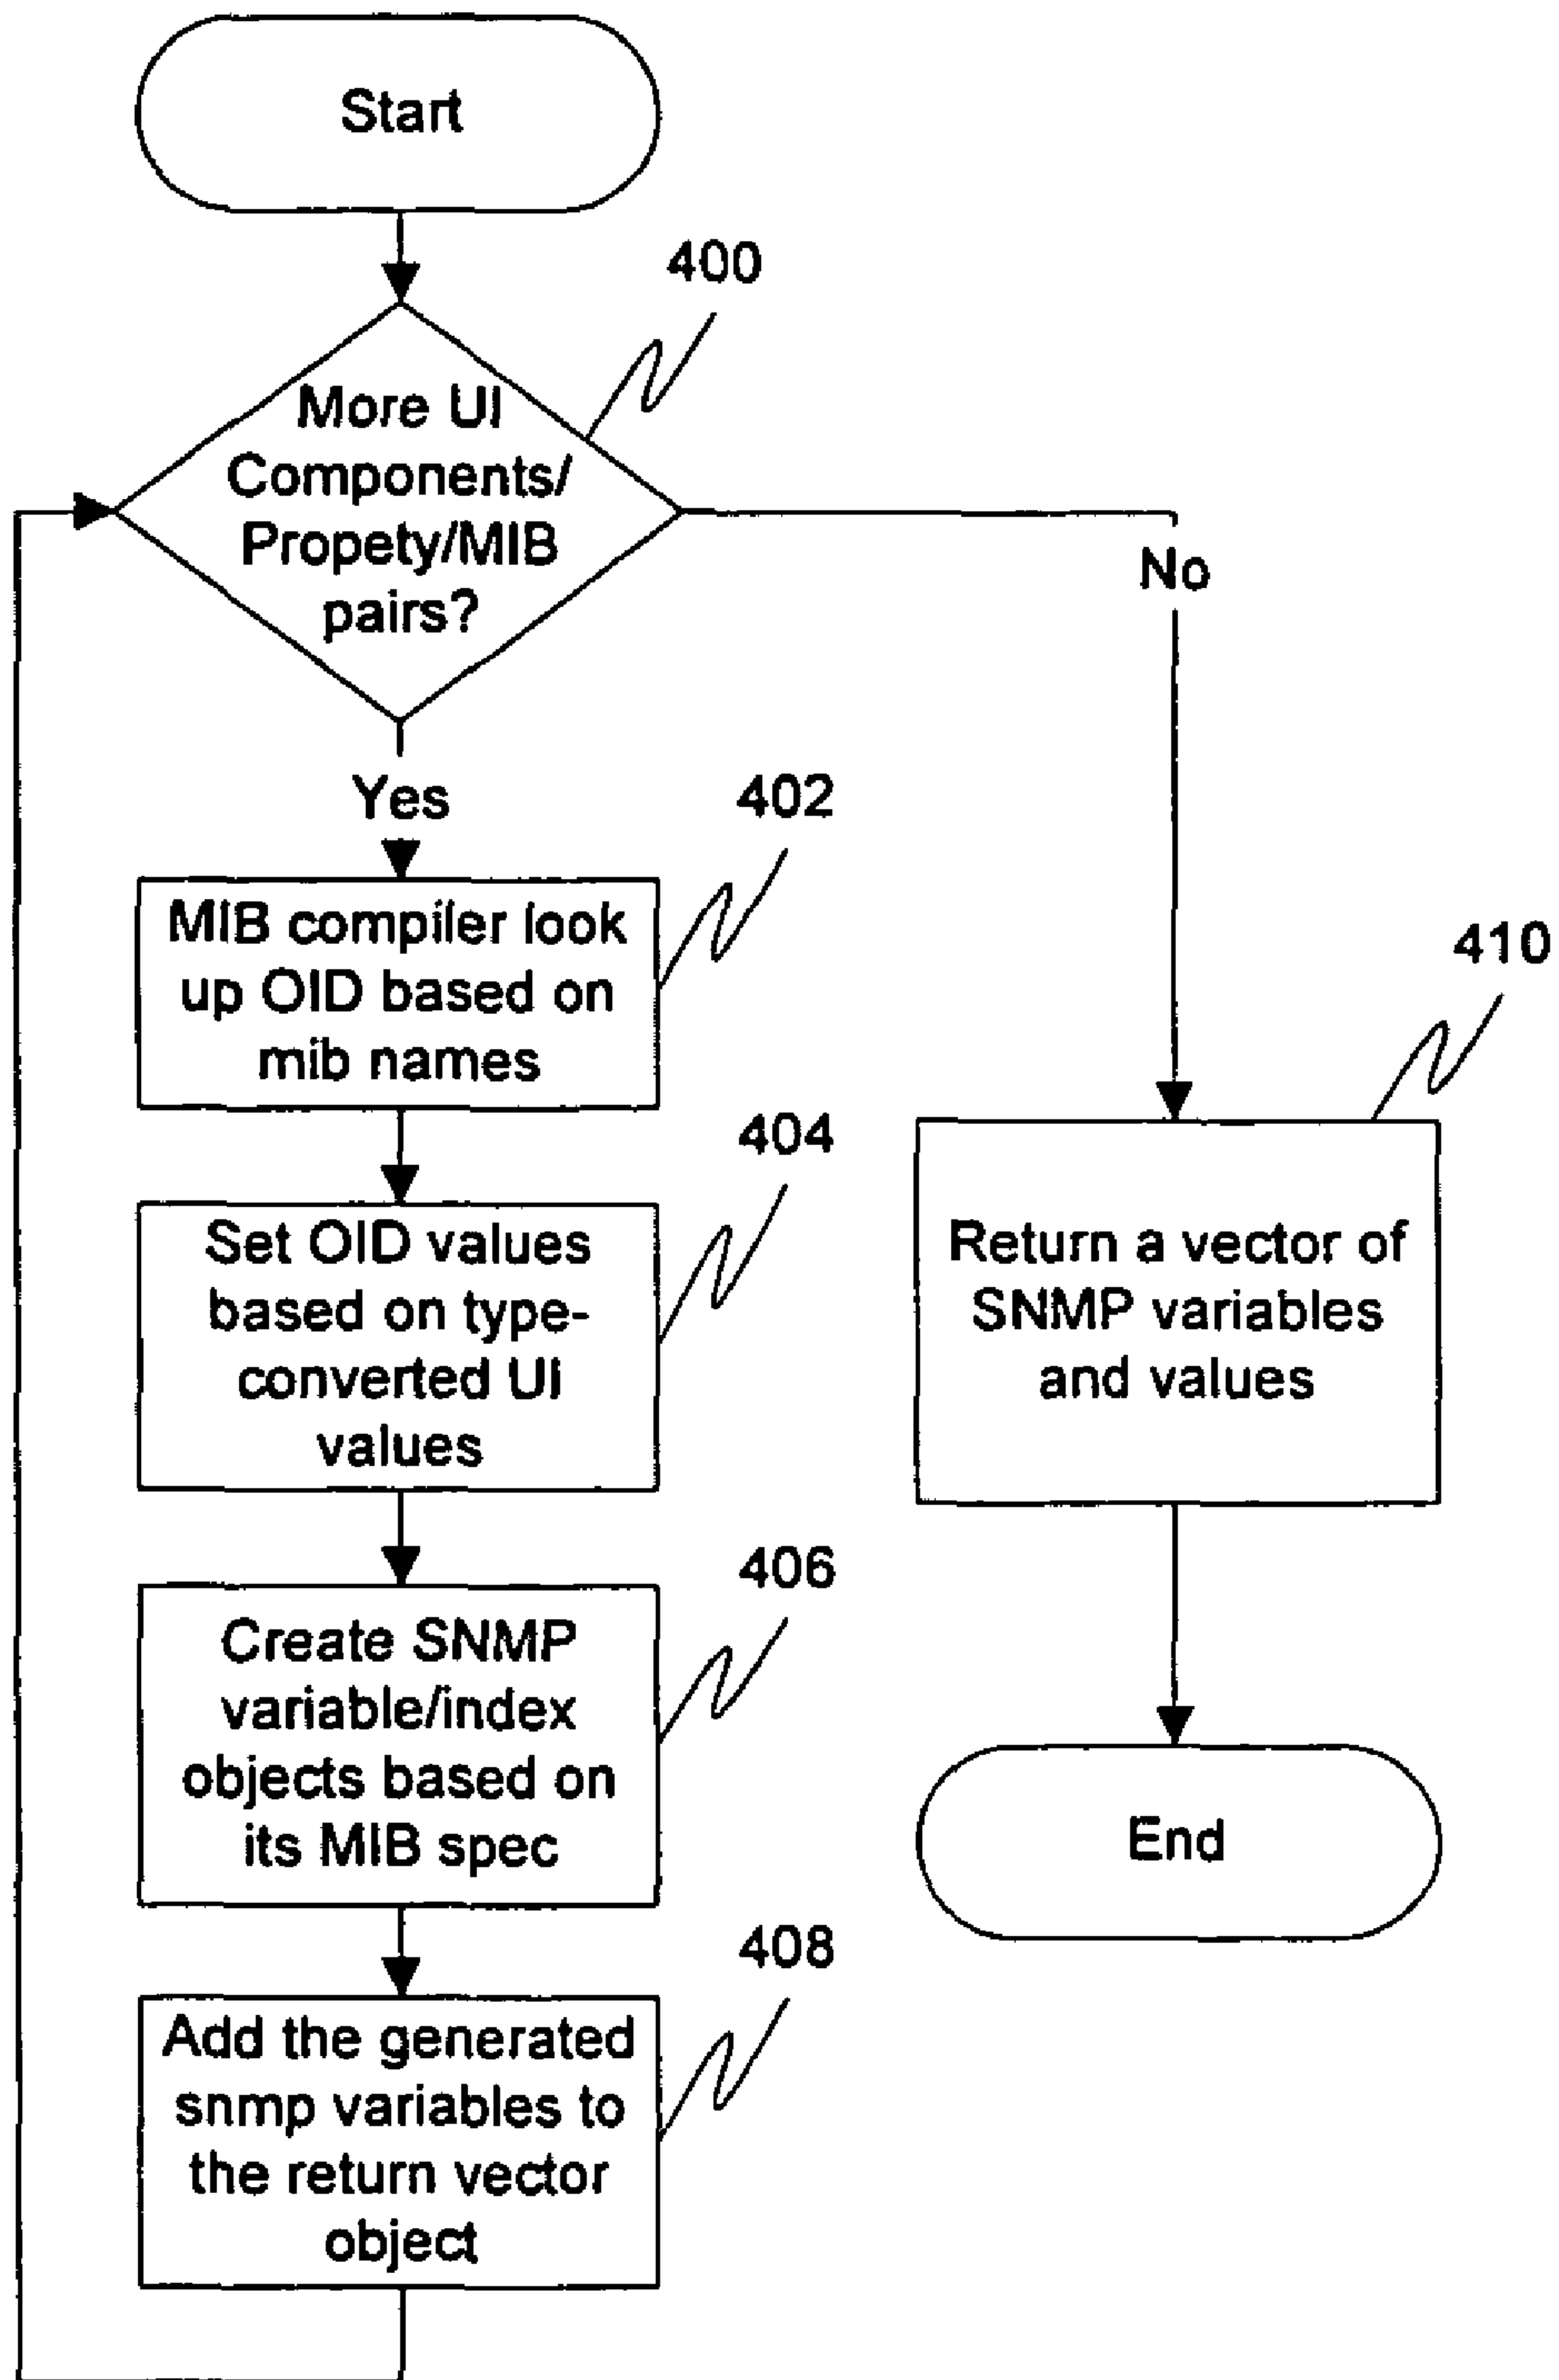 Start
400
More UI
Components/
Propety/MIB
pairs?
No
Yes
402
MIB compiler look
up OID based on
mib names
410
404
Set OID values
based on type-
converted UI
values
Return a vector of
SNMP variables
and values
406
Create SNMP
variable/index
objects based on
its MIB spec
End
408
Add the generated
snmp variables to
the return vector
object